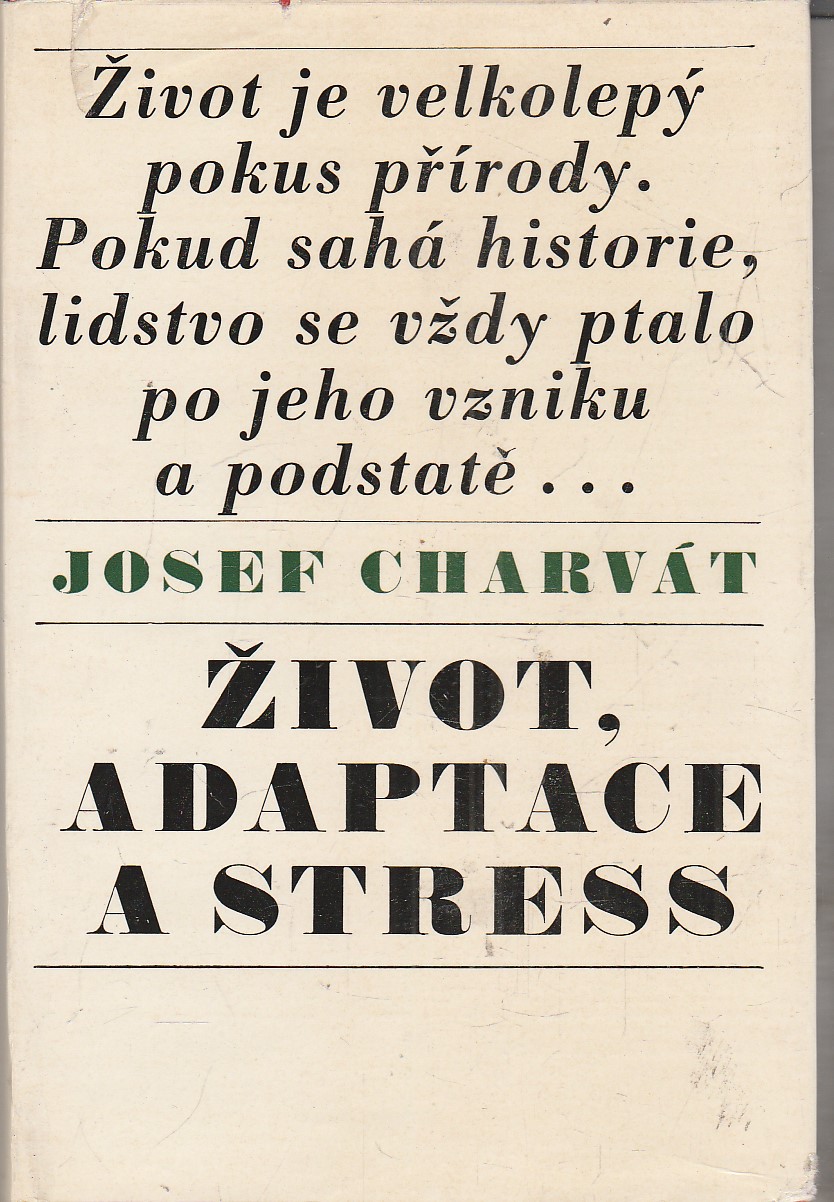 Život je velkolepý
pokus přírody.
Pokud sahá historie,
lidstvo se vždy ptalo
po jeho vzniku
a podstatě . . .
JOSEF CHARVÁT
ŽIVOT,
ADAPTACE
A STRESS